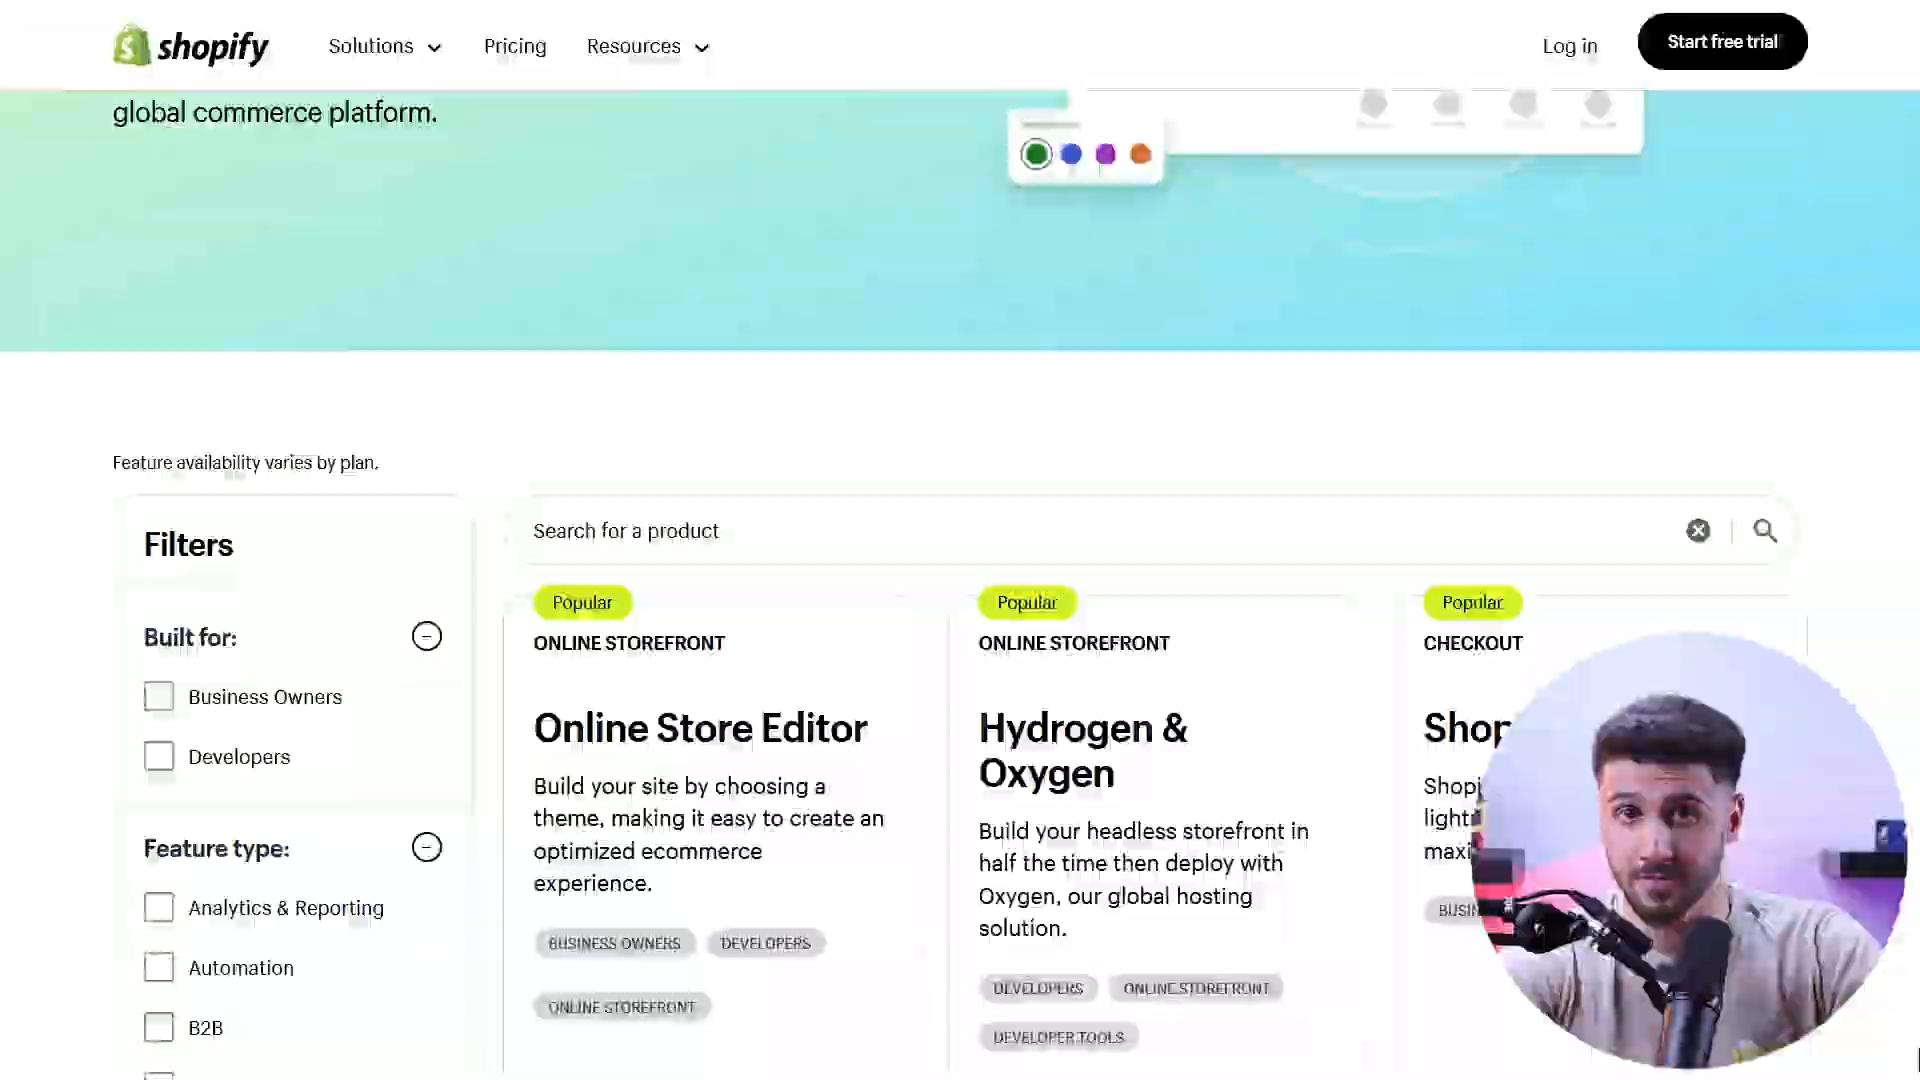 shopify
Solutions
Pricing
Resources
Log in
Start free trial
global commerce platform.
Feature availability varies by plan.
Filters
Built for:
Business Owners
Developers
Feature type:
Analytics & Reporting
Automation
B2B
Search for a product
Popular
ONLINE STOREFRONT
Online Store Editor
Build your site by choosing a
theme, making it easy to create an
optimized ecommerce
experience.
BUSINESS OWNERS
DEVELOPERS
ONLINE STOREFRONT
Popular
ONLINE STOREFRONT
Hydrogen &
Oxygen
Build your headless storefront in
half the time then deploy with
Oxygen, our global hosting
solution.
DEVELOPERS
ONLINE STOREFRONT
DEVELOPER TOOLS
Popular
CHECKOUT